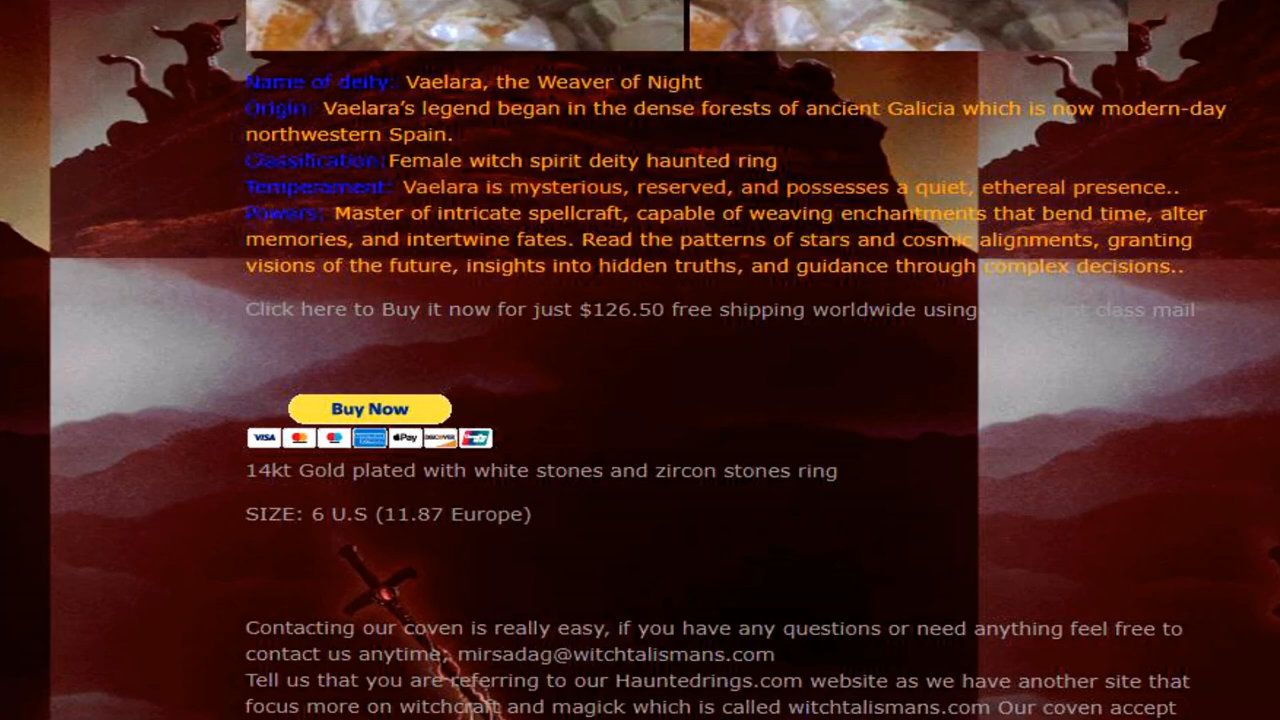 Name of deity: Vaelara, the Weaver of Night
Origin: Vaelara’s legend began in the dense forests of ancient Galicia which is now modern-day
northwestern Spain.
Classification: Female witch spirit deity haunted ring
Temperament: Vaelara is mysterious, reserved, and possesses a quiet, ethereal presence..
Powers: Master of intricate spellcraft, capable of weaving enchantments that bend time, alter
memories, and intertwine fates. Read the patterns of stars and cosmic alignments, granting
visions of the future, insights into hidden truths, and guidance through complex decisions..
Click here to Buy it now for just $126.50 free shipping worldwide using class mail
Buy Now
VISA Pay DISCOVER
14kt Gold plated with white stones and zircon stones ring
SIZE: 6 U.S (11.87 Europe)
Contacting our coven is really easy, if you have any questions or need anything feel free to
contact us anytime, mirsadag@witchtalismans.com
Tell us that you are referring to our Hauntedrings.com website as we have another site that
focus more on witchcraft and magick which is called witchtalismans.com Our coven accept